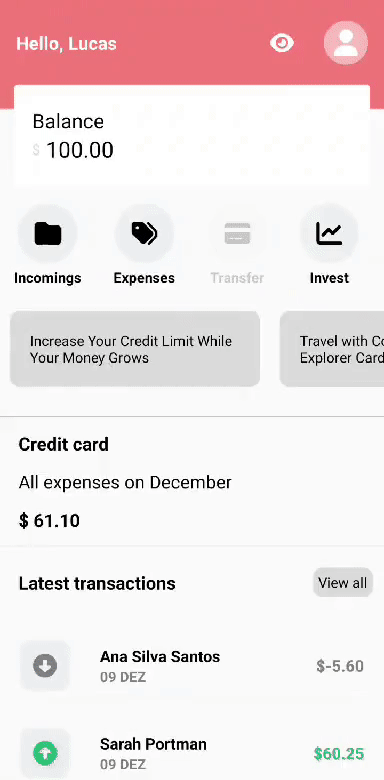 Hello, Lucas
Balance
$ 100.00
Incomings
Expenses
Transfer
Invest
Increase Your Credit Limit While
Your Money Grows
Travel with Co
Explorer Card
Credit card
All expenses on December
$ 61.10
Latest transactions
View all
Ana Silva Santos
$-5.60
09 DEZ
Sarah Portman
$60.25
09 DEZ